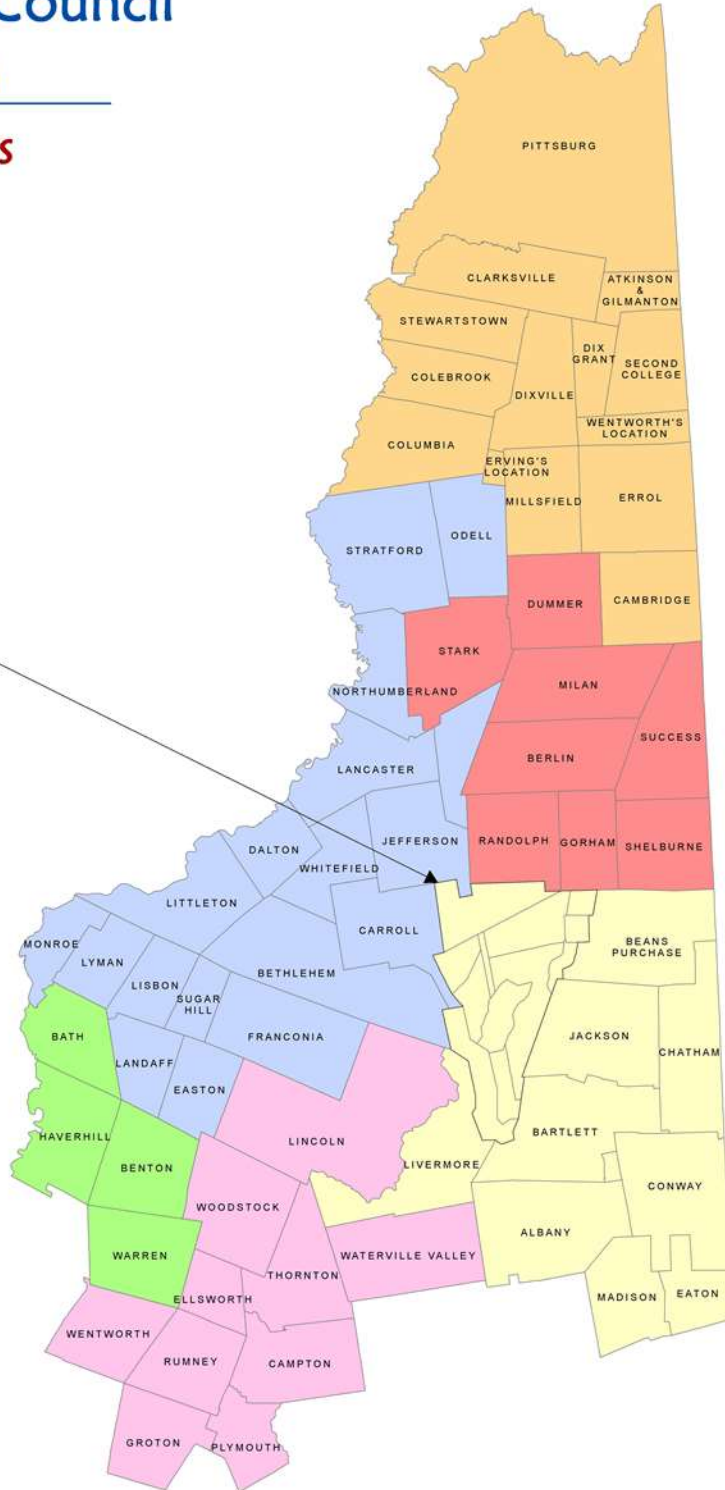 Council
s
PITTSBURG
CLARKSVILLE
ATKINSON
&
GILMANTON
STEWARTSTOWN
DIX
GRANT
SECOND
COLLEGE
COLEBROOK
DIXVILLE
WENTWORTH'S
LOCATION
COLUMBIA
ERVING'S
LOCATION
MILLSFIELD
ERROL
ODELL
STRATFORD
DUMMER
CAMBRIDGE
STARK
MILAN
NORTHUMBERLAND
SUCCESS
BERLIN
LANCASTER
RANDOLPH
GORHAM
SHELBURNE
JEFFERSON
DALTON
WHITEFIELD
LITTLETON
CARROLL
MONROE
BEANS
PURCHASE
LYMAN
BETHLEHEM
LISBON
SUGAR
HILL
BATH
FRANCONIA
JACKSON
CHATHAM
LANDAFF
EASTON
HAVERHILL
LINCOLN
BARTLETT
BENTON
LIVERMORE
CONWAY
WOODSTOCK
ALBANY
WARREN
WATERVILLE VALLEY
THORNTON
ELLSWORTH
MADISON
EATON
WENTWORTH
RUMNEY
CAMPTON
GROTON
PLYMOUTH